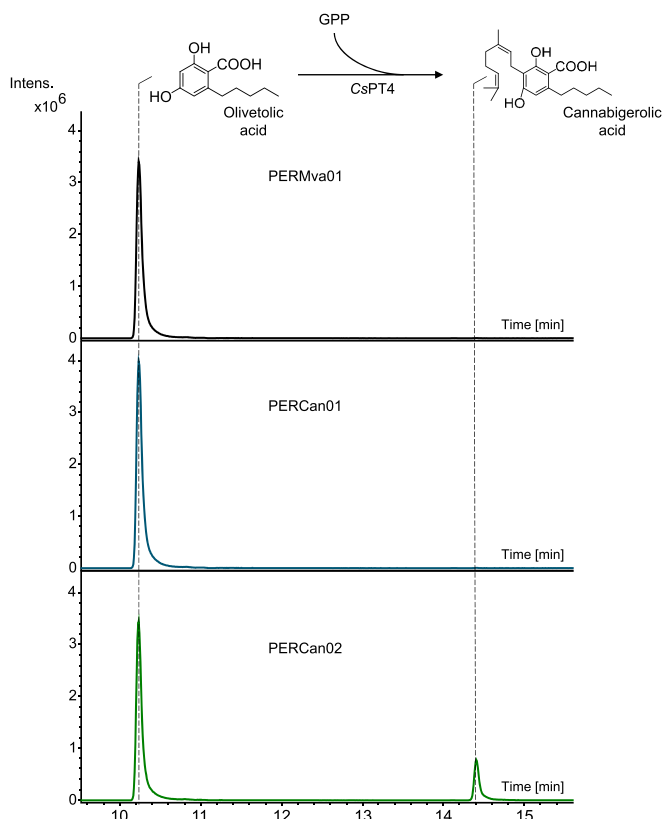 GPP
CsPT4
OH
COOH
HO
Olivetolic
acid
OH
COOH
HO
Cannabigerolic
acid
Intens.
x10⁶
4
3
2
1
0
PERMva01
Time [min]
4
3
2
1
0
PERCan01
Time [min]
4
3
2
1
0
PERCan02
Time [min]
10 11 12 13 14 15